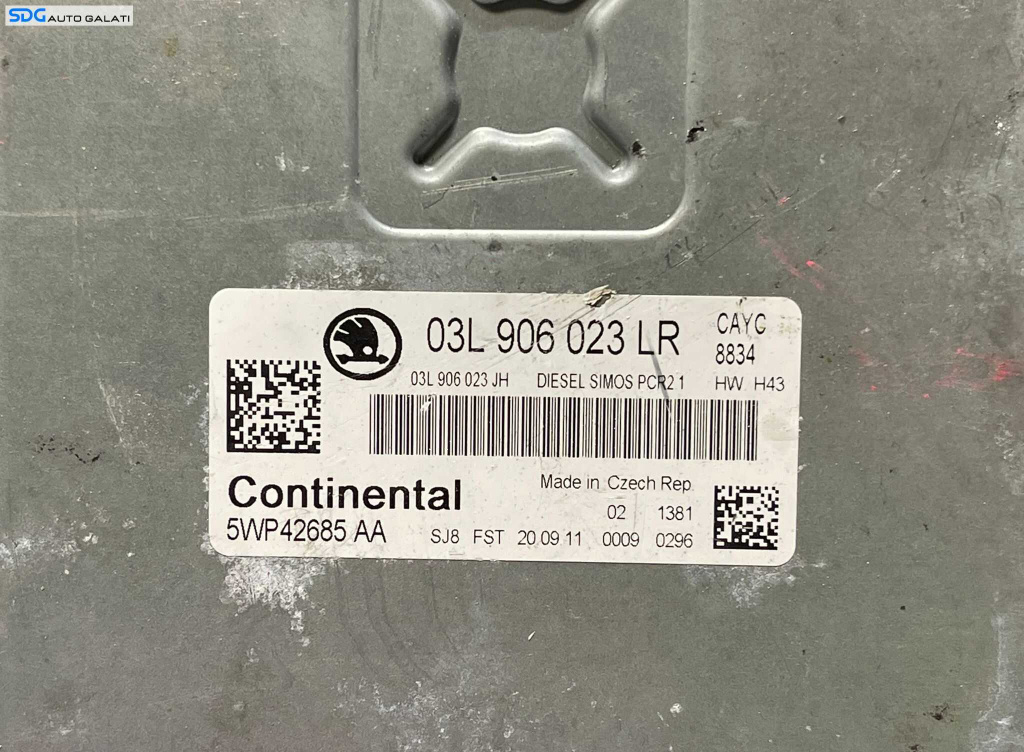 SDG AUTO GALATI
03L 906 023 LR
CAYC
8834
03L 906 023 JH DIESEL SIMOS PCR2 1 HW H43
Continental
Made in Czech Rep.
02 1381
5WP42685 AA
SJ8 FST 20 09 11 0009 0296